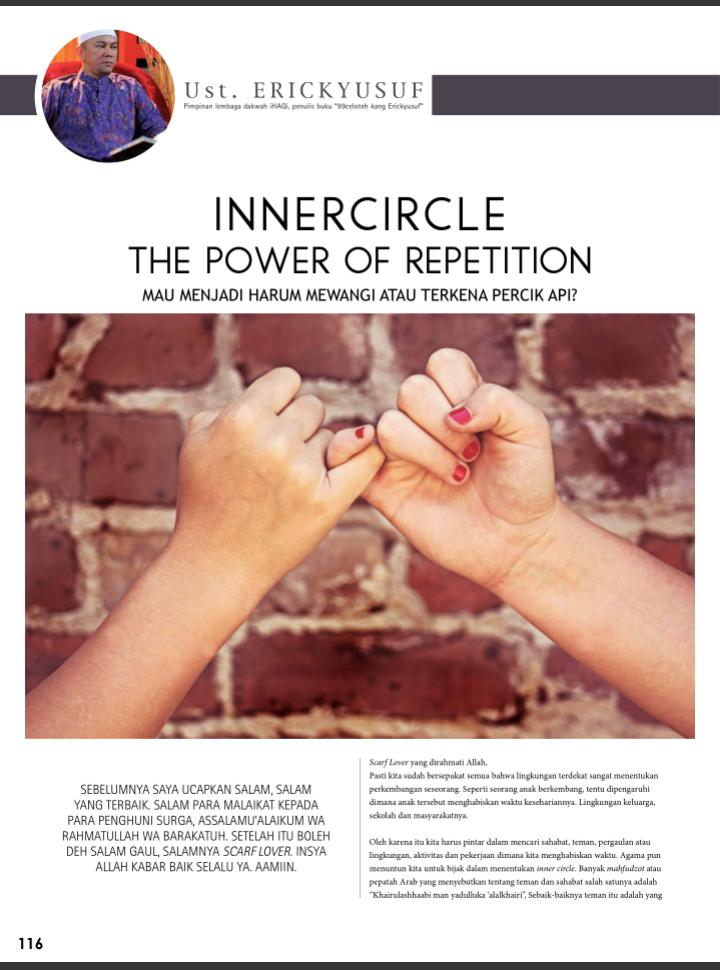 Ust. ERICKYUSUF
Pimpinan lembaga dakwah iHAQi, penulis buku "99celoteh kang Erickyusuf"
INNERCIRCLE
THE POWER OF REPETITION
MAU MENJADI HARUM MEWANGI ATAU TERKENA PERCIK API?
SEBELUMNYA SAYA UCAPKAN SALAM, SALAM
YANG TERBAIK. SALAM PARA MALAIKAT KEPADA
PARA PENGHUNI SURGA, ASSALAMU'ALAIKUM WA
RAHMATULLAH WA BARAKATUH. SETELAH ITU BOLEH
DEH SALAM GAUL, SALAMNYA SCARF LOVER. INSYA
ALLAH KABAR BAIK SELALU YA. AAMIIN.
Scarf Lover yang dirahmati Allah,
Pasti kita sudah bersepakat semua bahwa lingkungan terdekat sangat menentukan
perkembangan seseorang. Seperti seorang anak berkembang, tentu dipengaruhi
dimana anak tersebut menghabiskan waktu kesehariannya. Lingkungan keluarga,
sekolah dan masyarakatnya.
Oleh karena itu kita harus pintar dalam mencari sahabat, teman, pergaulan atau
lingkungan, aktivitas dan pekerjaan dimana kita menghabiskan waktu. Agama pun
menuntun kita untuk bijak dalam menentukan inner circle. Banyak mahfudzot atau
pepatah Arab yang menyebutkan tentang teman dan sahabat salah satunya adalah
"Khairulashhaabi man yadulluka 'alalkhairi", Sebaik-baiknya teman itu adalah yang
116